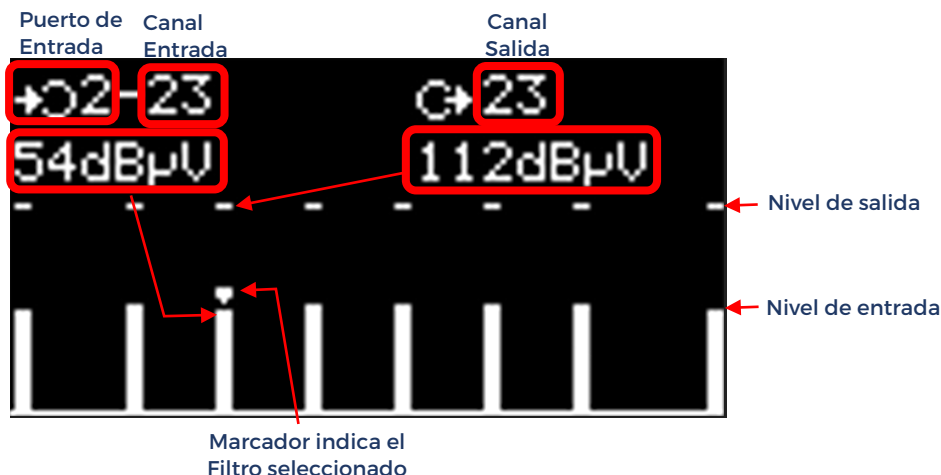 Puerto de
Entrada
Canal
Entrada
Canal
Salida
2-23
23
54dBµV
112dBµV
Nivel de salida
Nivel de entrada
Marcador indica el
Filtro seleccionado